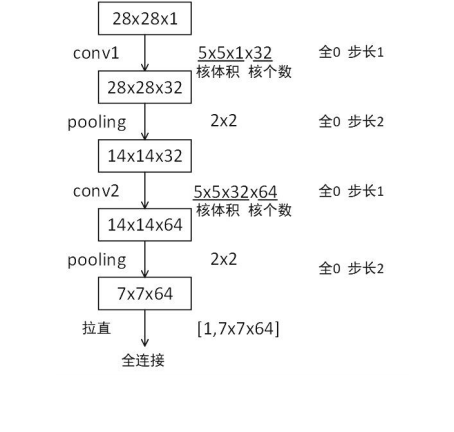 28x28x1
conv1 5x5x1x32 全0 步长1
核体积 核个数
28x28x32
pooling 2x2 全0 步长2
14x14x32
conv2 5x5x32x64 全0 步长1
核体积 核个数
14x14x64
pooling 2x2 全0 步长2
7x7x64
拉直 [1,7x7x64]
全连接